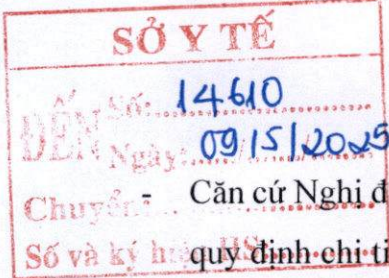 SỞ Y TẾ
ĐẾN
Số: 14610
Ngày: 09/5/2025
- Căn cứ Nghị đ
Chuyển:
Số và ký hiệu HS
quy định chi ti